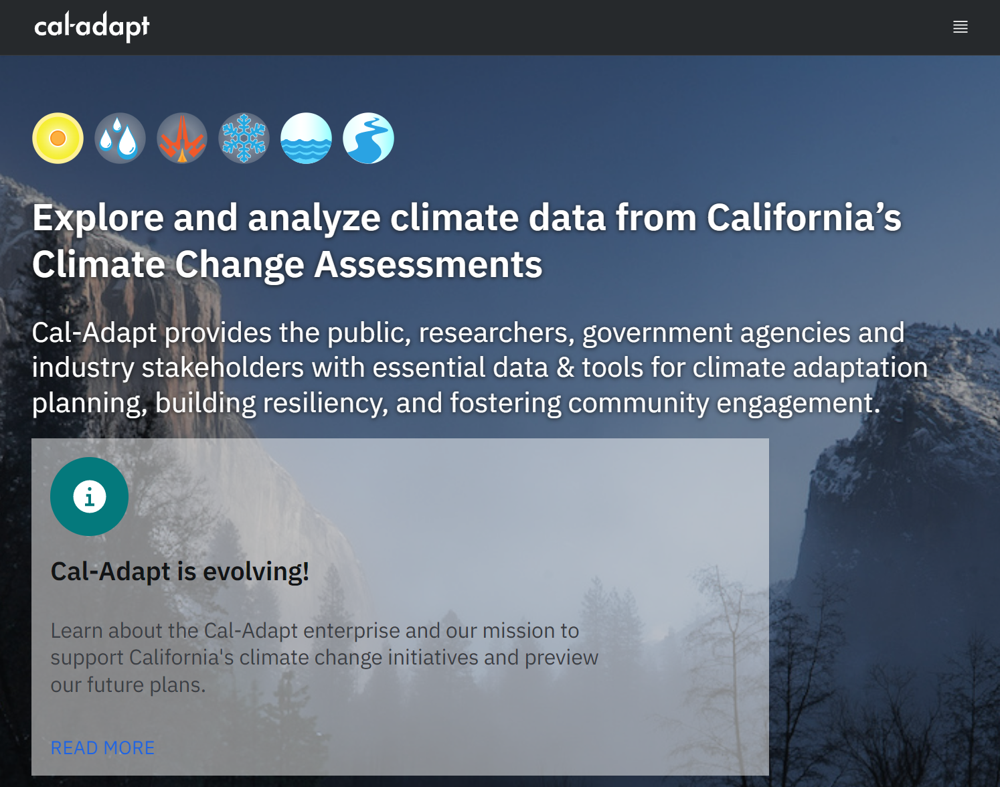 cal-adapt
Explore and analyze climate data from California’s
Climate Change Assessments
Cal-Adapt provides the public, researchers, government agencies and
industry stakeholders with essential data & tools for climate adaptation
planning, building resiliency, and fostering community engagement.
i
Cal-Adapt is evolving!
Learn about the Cal-Adapt enterprise and our mission to
support California's climate change initiatives and preview
our future plans.
READ MORE